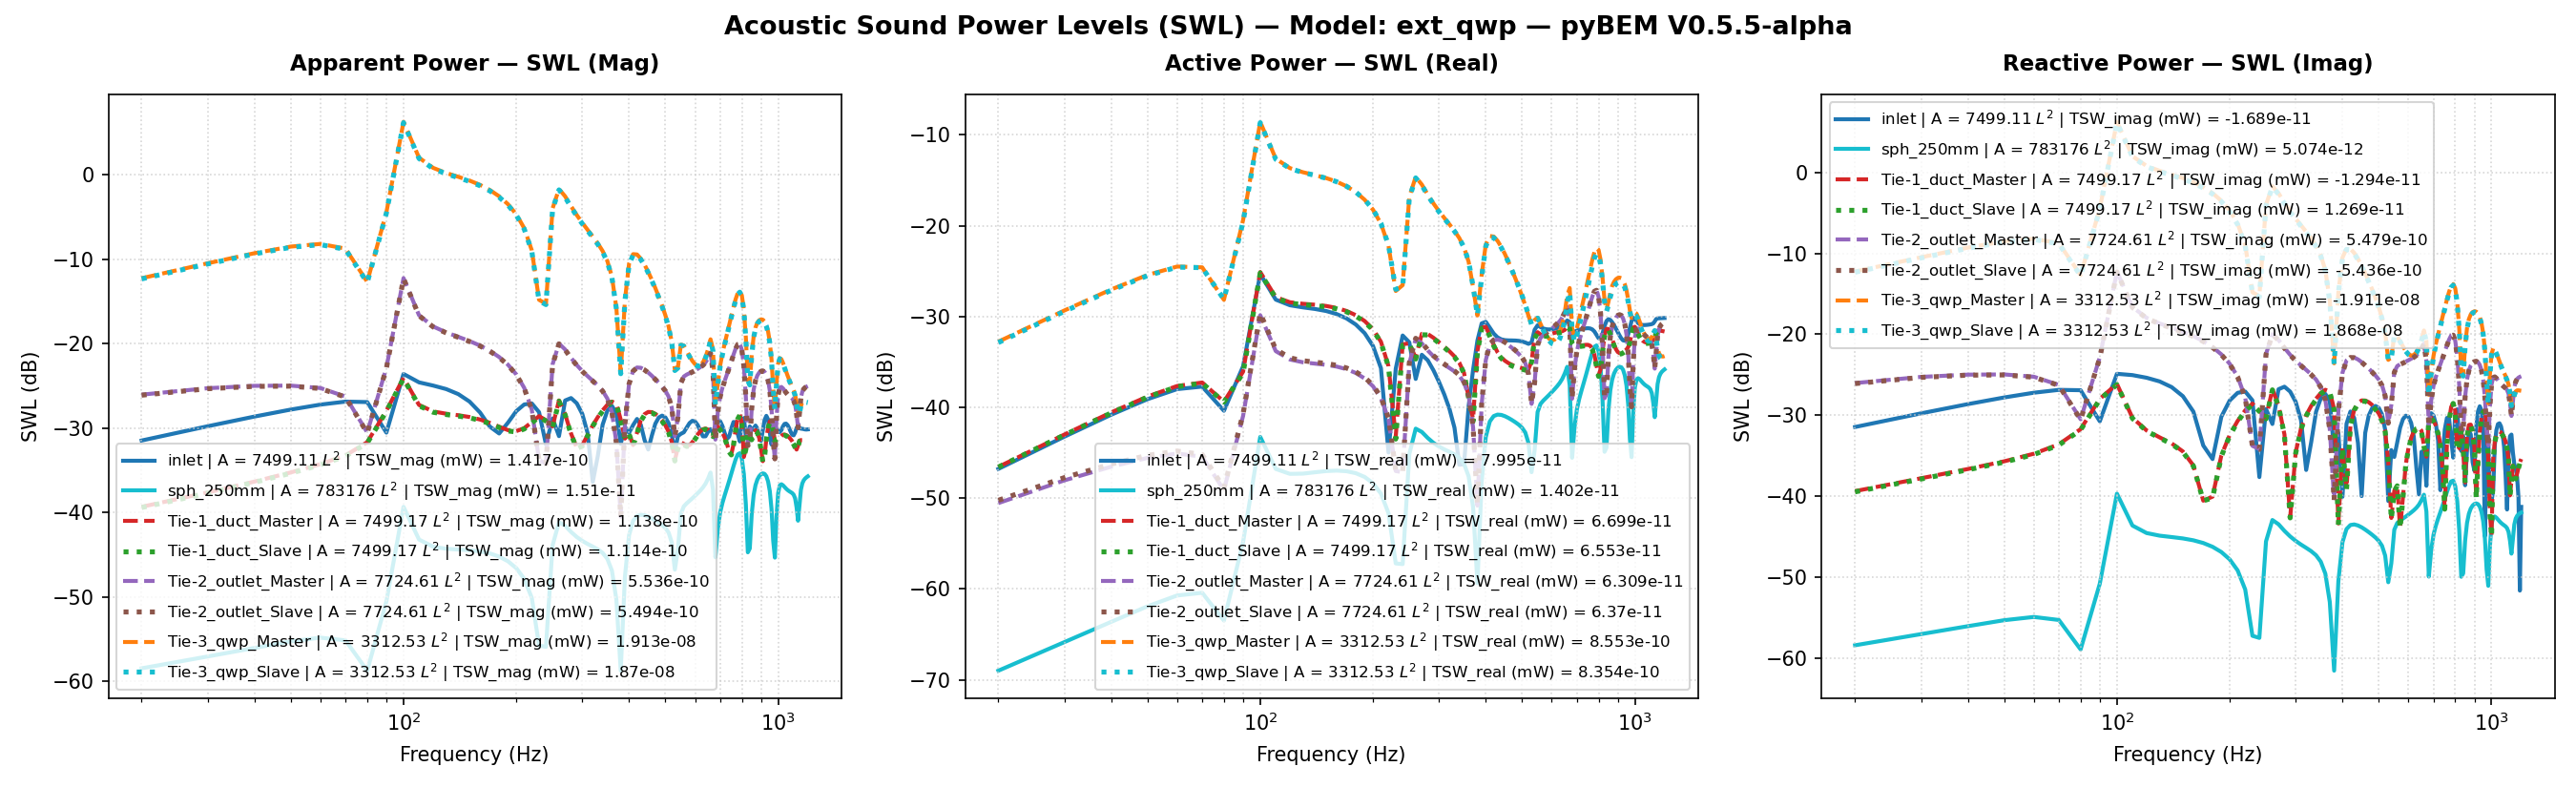 Acoustic Sound Power Levels (SWL) — Model: ext_qwp — pyBEM V0.5.5-alpha
Apparent Power — SWL (Mag)
SWL (dB)
0
−10
−20
−30
−40
−50
−60
inlet | A = 7499.11 L² | TSW_mag (mW) = 1.417e-10
sph_250mm | A = 783176 L² | TSW_mag (mW) = 1.51e-11
Tie-1_duct_Master | A = 7499.17 L² | TSW_mag (mW) = 1.138e-10
Tie-1_duct_Slave | A = 7499.17 L² | TSW_mag (mW) = 1.114e-10
Tie-2_outlet_Master | A = 7724.61 L² | TSW_mag (mW) = 5.536e-10
Tie-2_outlet_Slave | A = 7724.61 L² | TSW_mag (mW) = 5.494e-10
Tie-3_qwp_Master | A = 3312.53 L² | TSW_mag (mW) = 1.913e-08
Tie-3_qwp_Slave | A = 3312.53 L² | TSW_mag (mW) = 1.87e-08
10² 10³
Frequency (Hz)
Active Power — SWL (Real)
SWL (dB)
−10
−20
−30
−40
−50
−60
−70
inlet | A = 7499.11 L² | TSW_real (mW) = 7.995e-11
sph_250mm | A = 783176 L² | TSW_real (mW) = 1.402e-11
Tie-1_duct_Master | A = 7499.17 L² | TSW_real (mW) = 6.699e-11
Tie-1_duct_Slave | A = 7499.17 L² | TSW_real (mW) = 6.553e-11
Tie-2_outlet_Master | A = 7724.61 L² | TSW_real (mW) = 6.309e-11
Tie-2_outlet_Slave | A = 7724.61 L² | TSW_real (mW) = 6.37e-11
Tie-3_qwp_Master | A = 3312.53 L² | TSW_real (mW) = 8.553e-10
Tie-3_qwp_Slave | A = 3312.53 L² | TSW_real (mW) = 8.354e-10
10² 10³
Frequency (Hz)
Reactive Power — SWL (Imag)
SWL (dB)
0
−10
−20
−30
−40
−50
−60
inlet | A = 7499.11 L² | TSW_imag (mW) = -1.689e-11
sph_250mm | A = 783176 L² | TSW_imag (mW) = 5.074e-12
Tie-1_duct_Master | A = 7499.17 L² | TSW_imag (mW) = -1.294e-11
Tie-1_duct_Slave | A = 7499.17 L² | TSW_imag (mW) = 1.269e-11
Tie-2_outlet_Master | A = 7724.61 L² | TSW_imag (mW) = 5.479e-10
Tie-2_outlet_Slave | A = 7724.61 L² | TSW_imag (mW) = -5.436e-10
Tie-3_qwp_Master | A = 3312.53 L² | TSW_imag (mW) = -1.911e-08
Tie-3_qwp_Slave | A = 3312.53 L² | TSW_imag (mW) = 1.868e-08
10² 10³
Frequency (Hz)